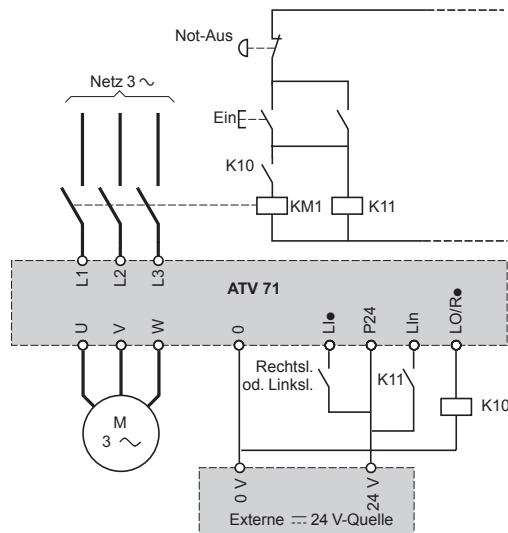 Not-Aus
Netz 3 ∿
Ein
K10
KM1
K11
L1
L2
L3
ATV 71
U
V
W
0
LI●
P24
LIn
LO/R●
Rechtsl.
od. Linksl.
K11
K10
M
3 ∿
0 V
24 V
Externe ⎓ 24 V-Quelle